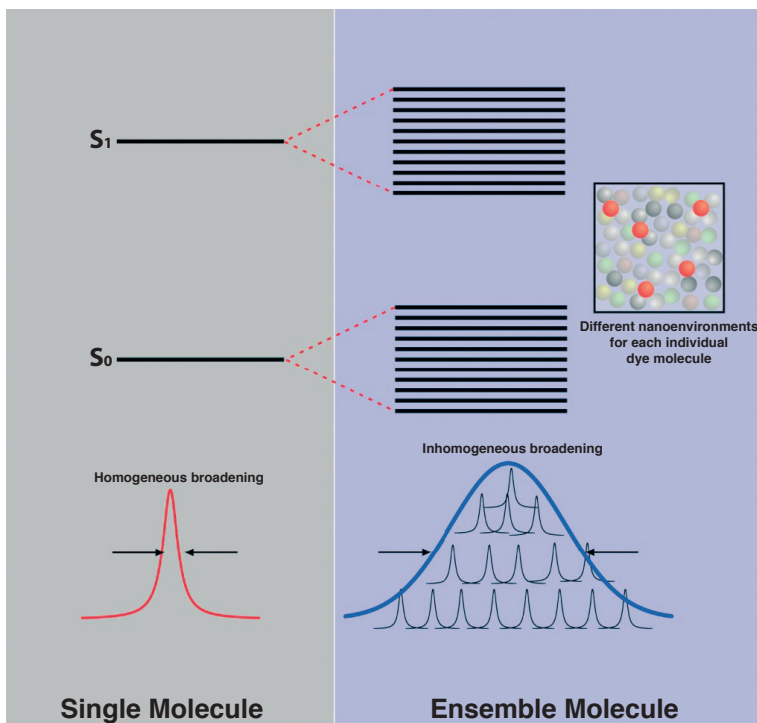 S1
S0
Different nanoenvironments
for each individual
dye molecule
Homogeneous broadening
Inhomogeneous broadening
Single Molecule
Ensemble Molecule